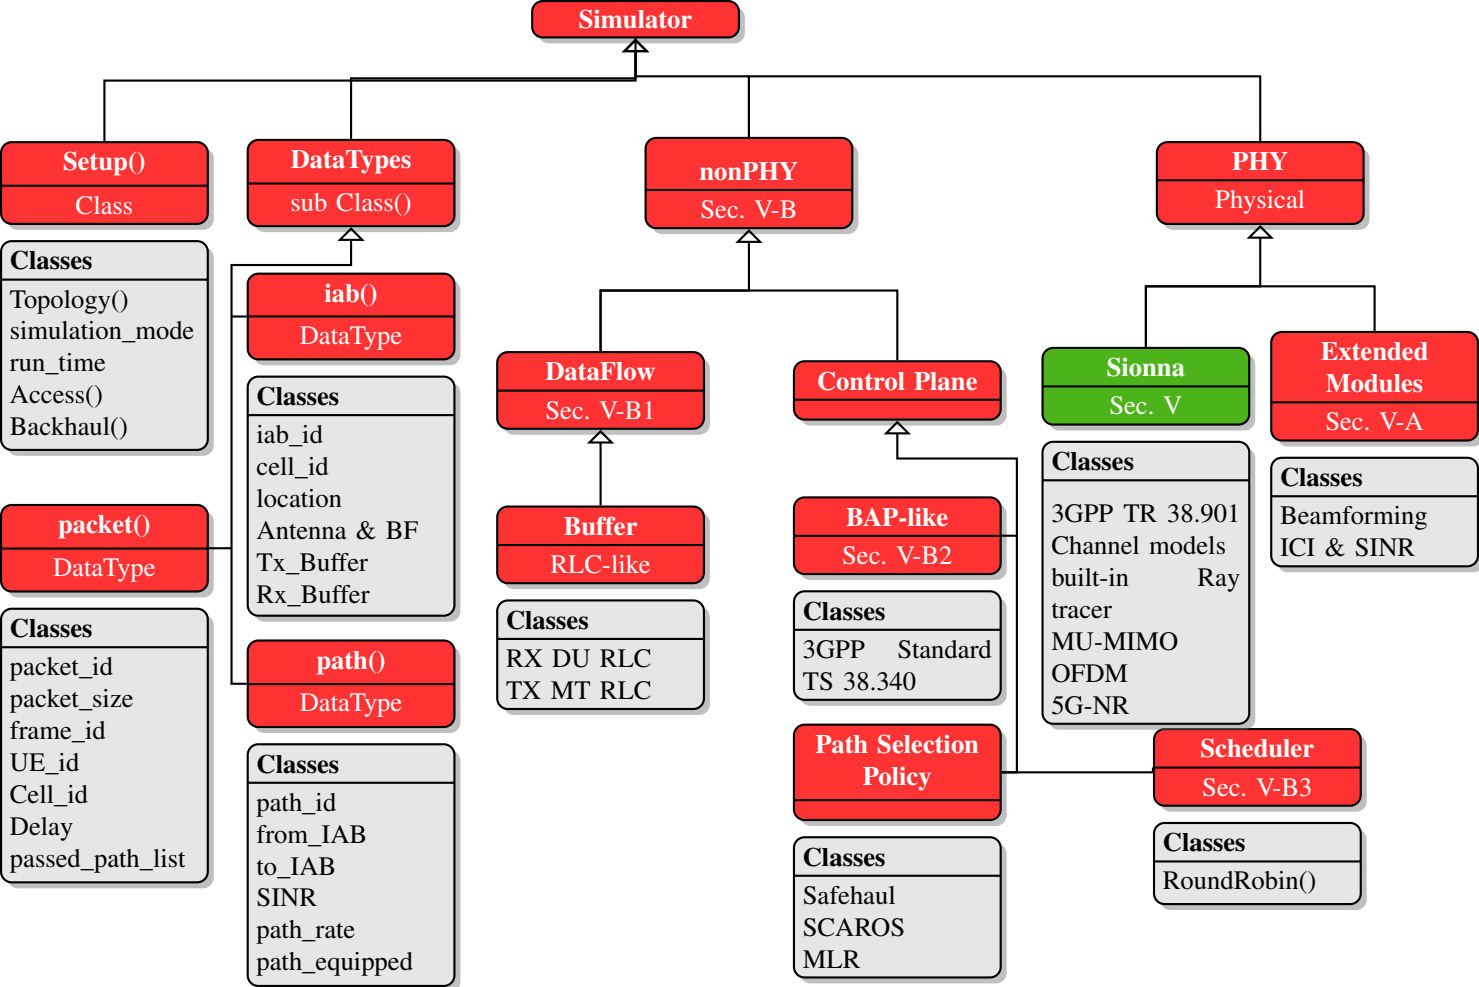 Simulator
Setup()
Class
Classes
Topology()
simulation_mode
run_time
Access()
Backhaul()
packet()
DataType
Classes
packet_id
packet_size
frame_id
UE_id
Cell_id
Delay
passed_path_list
DataTypes
sub Class()
iab()
DataType
Classes
iab_id
cell_id
location
Antenna & BF
Tx_Buffer
Rx_Buffer
path()
DataType
Classes
path_id
from_IAB
to_IAB
SINR
path_rate
path_equipped
nonPHY
Sec. V-B
DataFlow
Sec. V-B1
Buffer
RLC-like
Classes
RX DU RLC
TX MT RLC
Control Plane
BAP-like
Sec. V-B2
Classes
3GPP Standard
TS 38.340
Path Selection
Policy
Classes
Safehaul
SCAROS
MLR
Scheduler
Sec. V-B3
Classes
RoundRobin()
PHY
Physical
Sionna
Sec. V
Classes
3GPP TR 38.901
Channel models
built-in Ray
tracer
MU-MIMO
OFDM
5G-NR
Extended
Modules
Sec. V-A
Classes
Beamforming
ICI & SINR